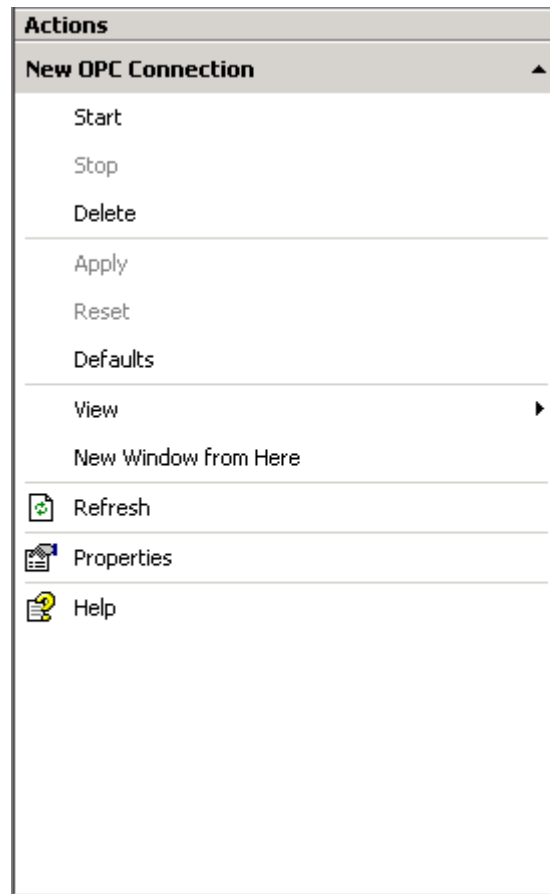 Actions
New OPC Connection
Start
Stop
Delete
Apply
Reset
Defaults
View
New Window from Here
Refresh
Properties
Help